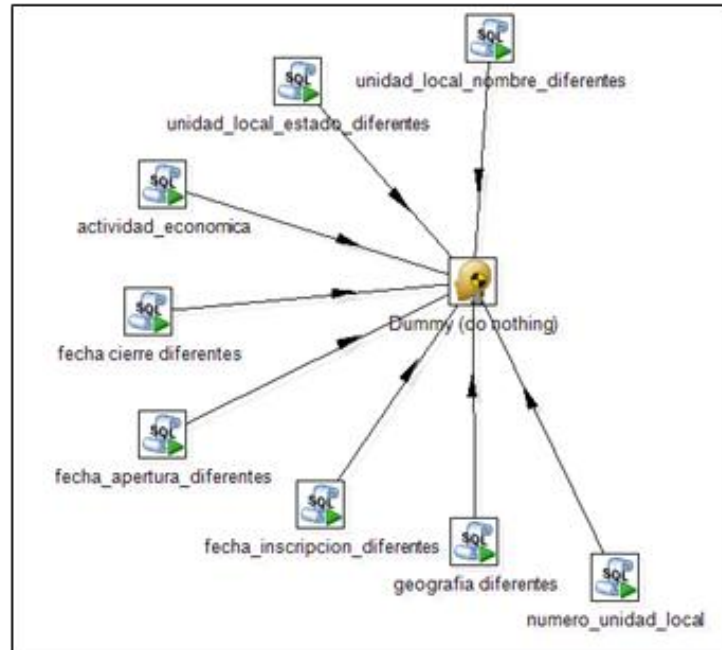 SQL
unidad_local_nombre_diferentes
SQL
unidad_local_estado_diferentes
SQL
actividad_economica
SQL
fecha cierre diferentes
Dummy (do nothing)
SQL
fecha_apertura_diferentes
SQL
fecha_inscripcion_diferentes
SQL
geografia diferentes
SQL
numero_unidad_local